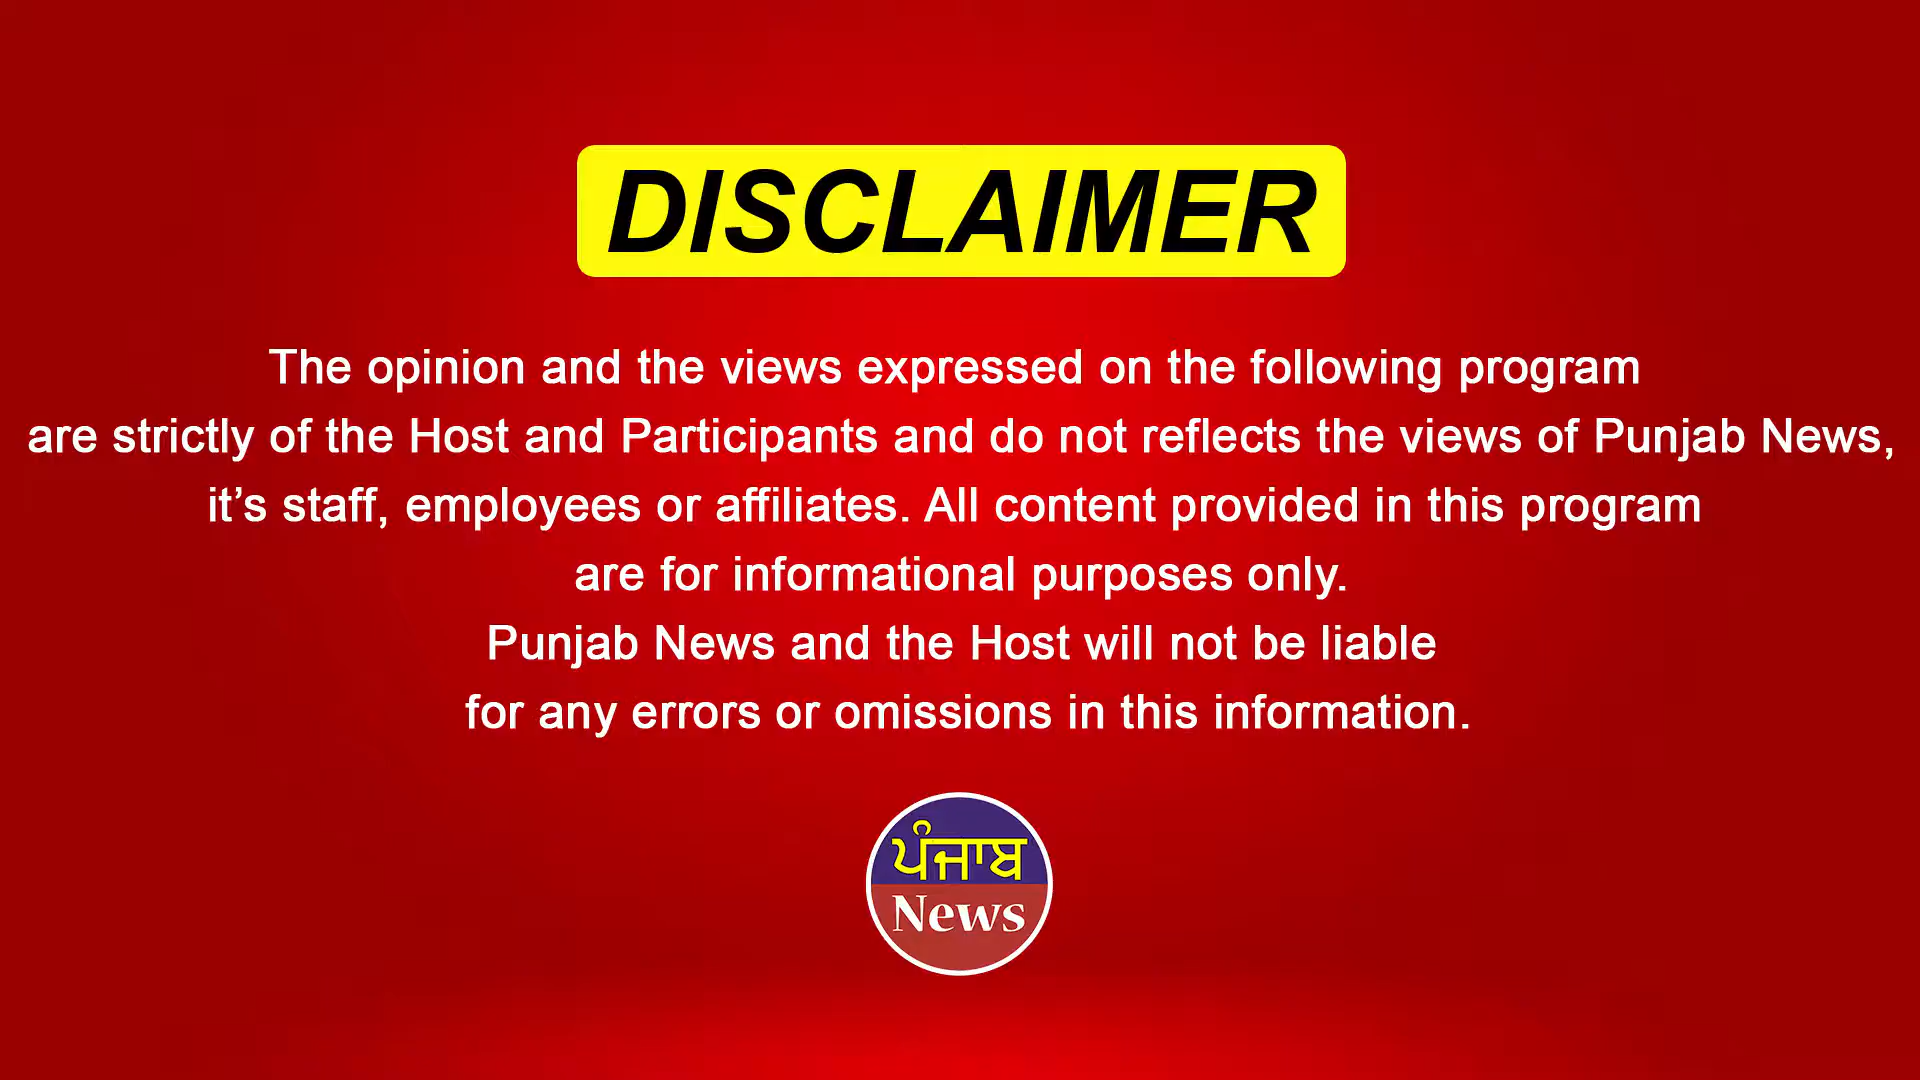 DISCLAIMER
The opinion and the views expressed on the following program
are strictly of the Host and Participants and do not reflects the views of Punjab News,
it’s staff, employees or affiliates. All content provided in this program
are for informational purposes only.
Punjab News and the Host will not be liable
for any errors or omissions in this information.
ਪੰਜਾਬ
News